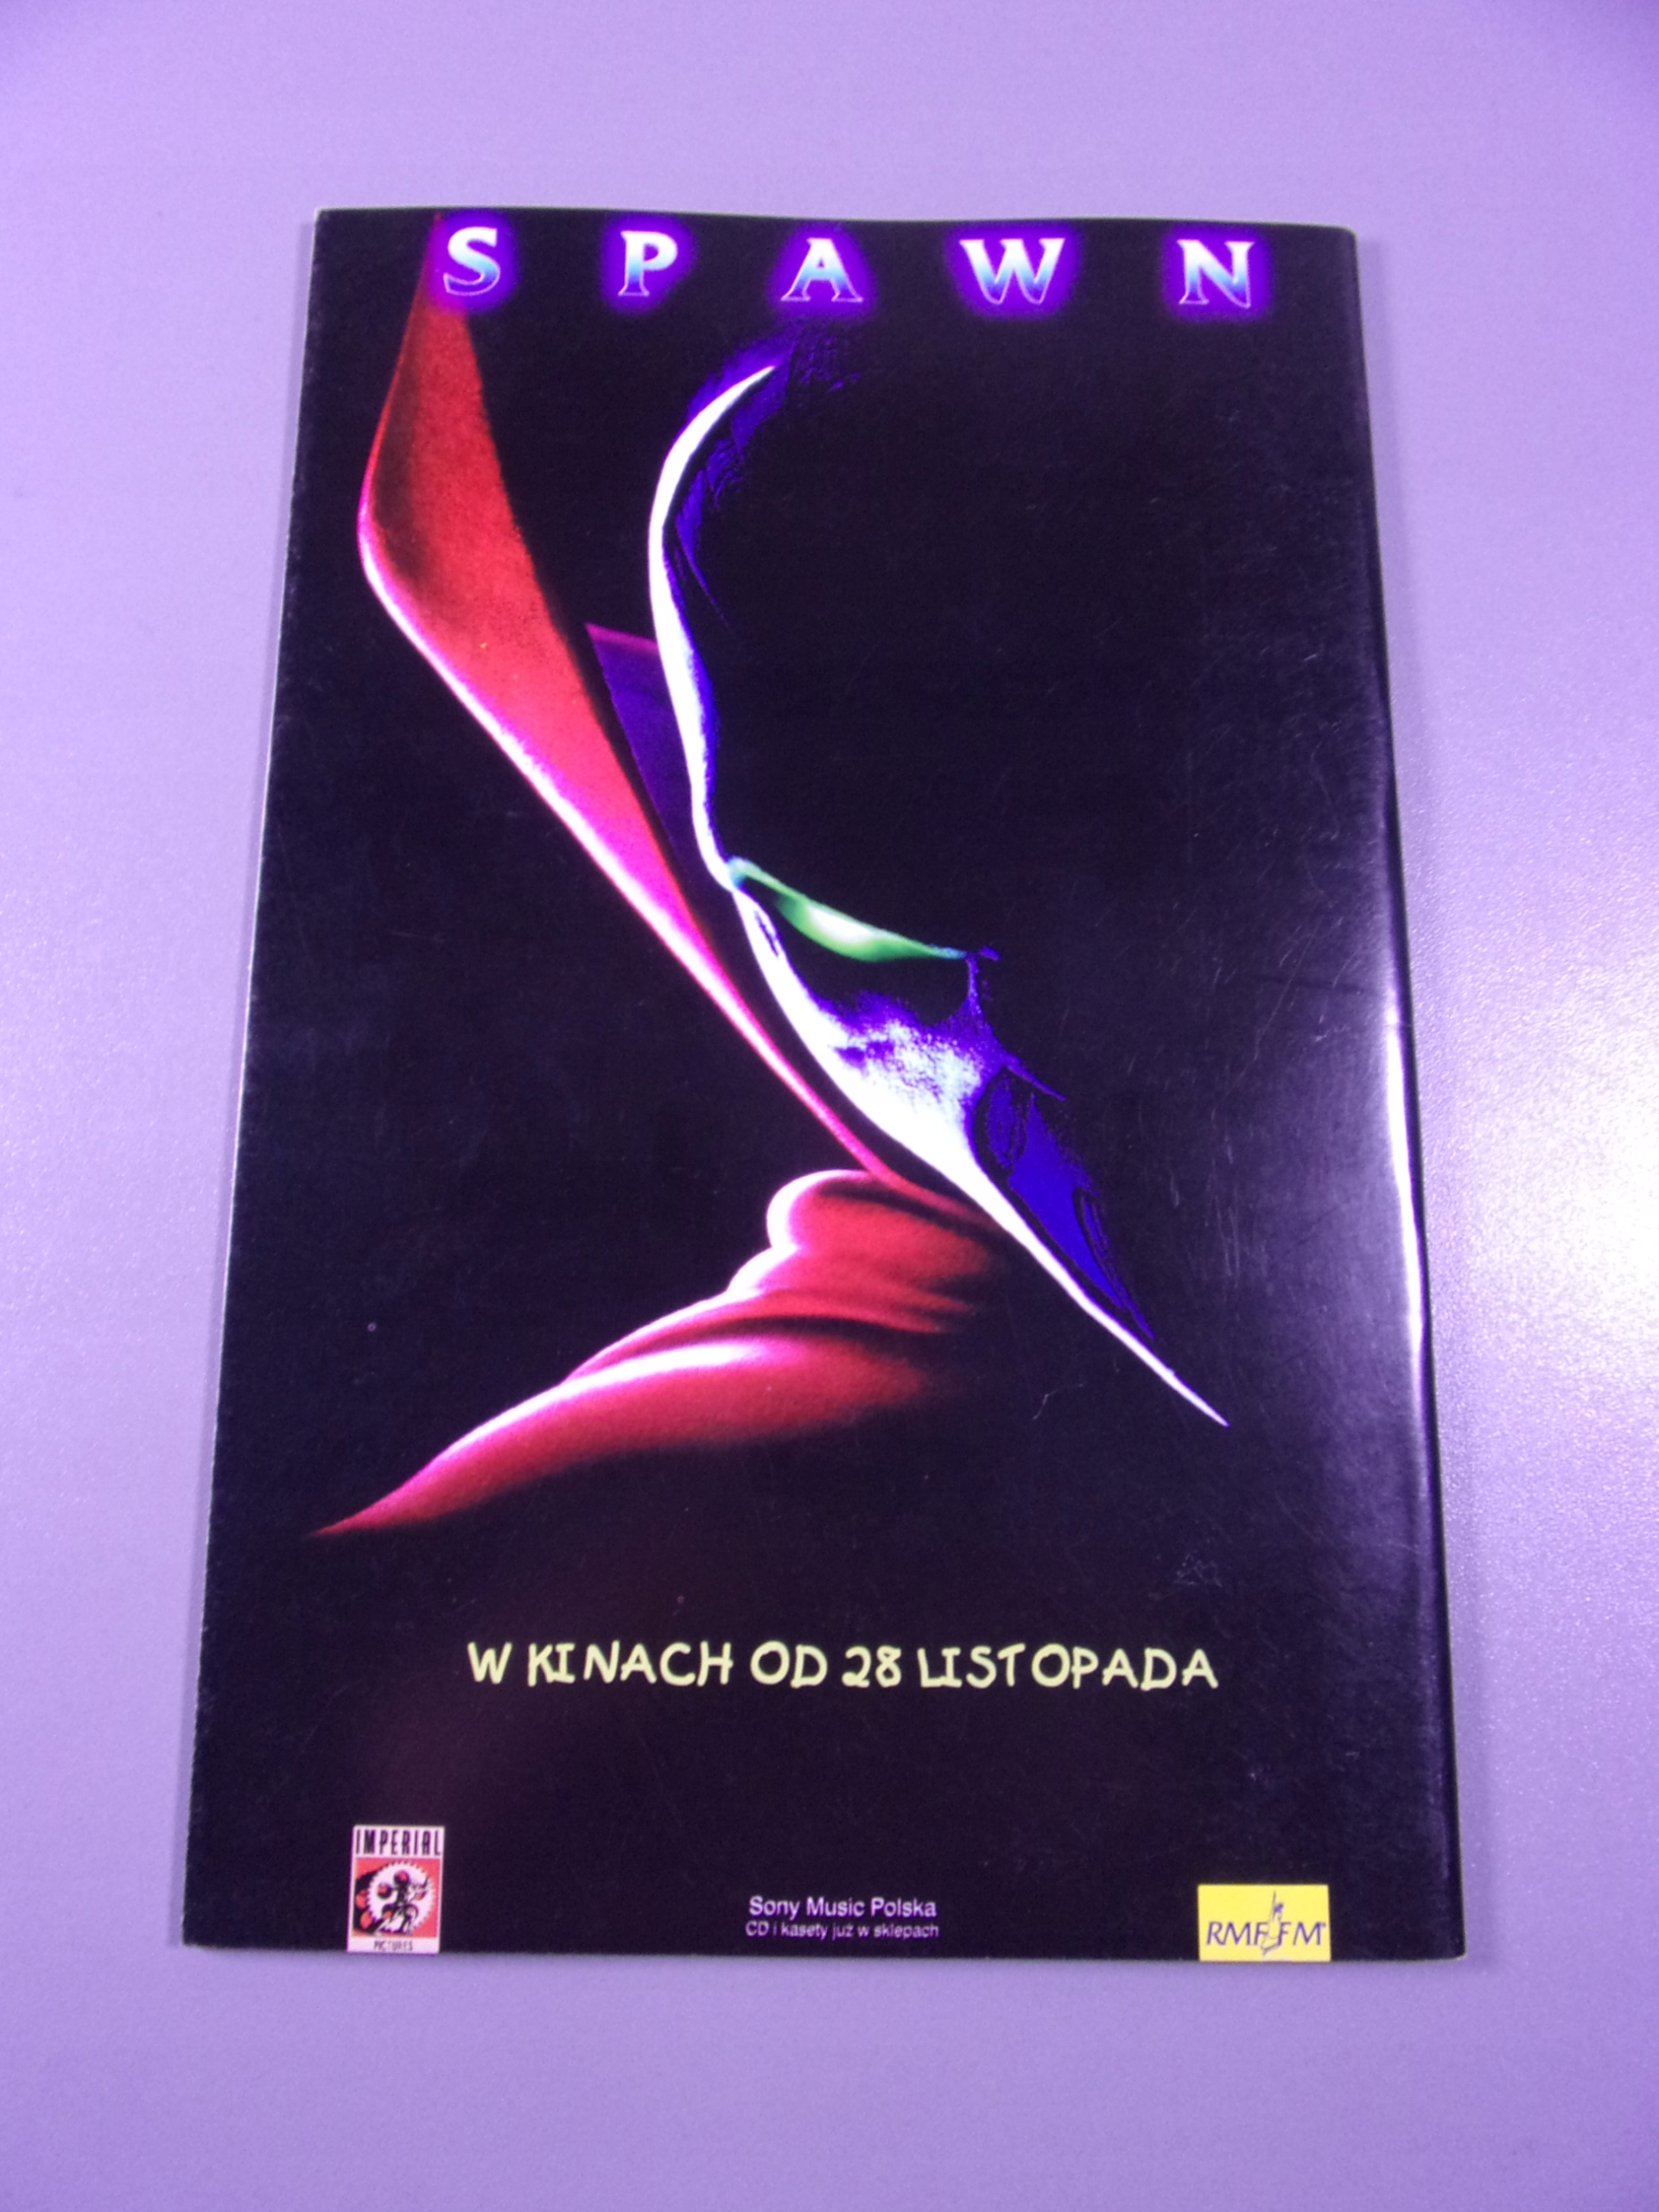 SPAWN
W KINACH OD 28 LISTOPADA
IMPERIAL
PICTURES
Sony Music Polska
CD i kasety już w sklepach
RMF FM